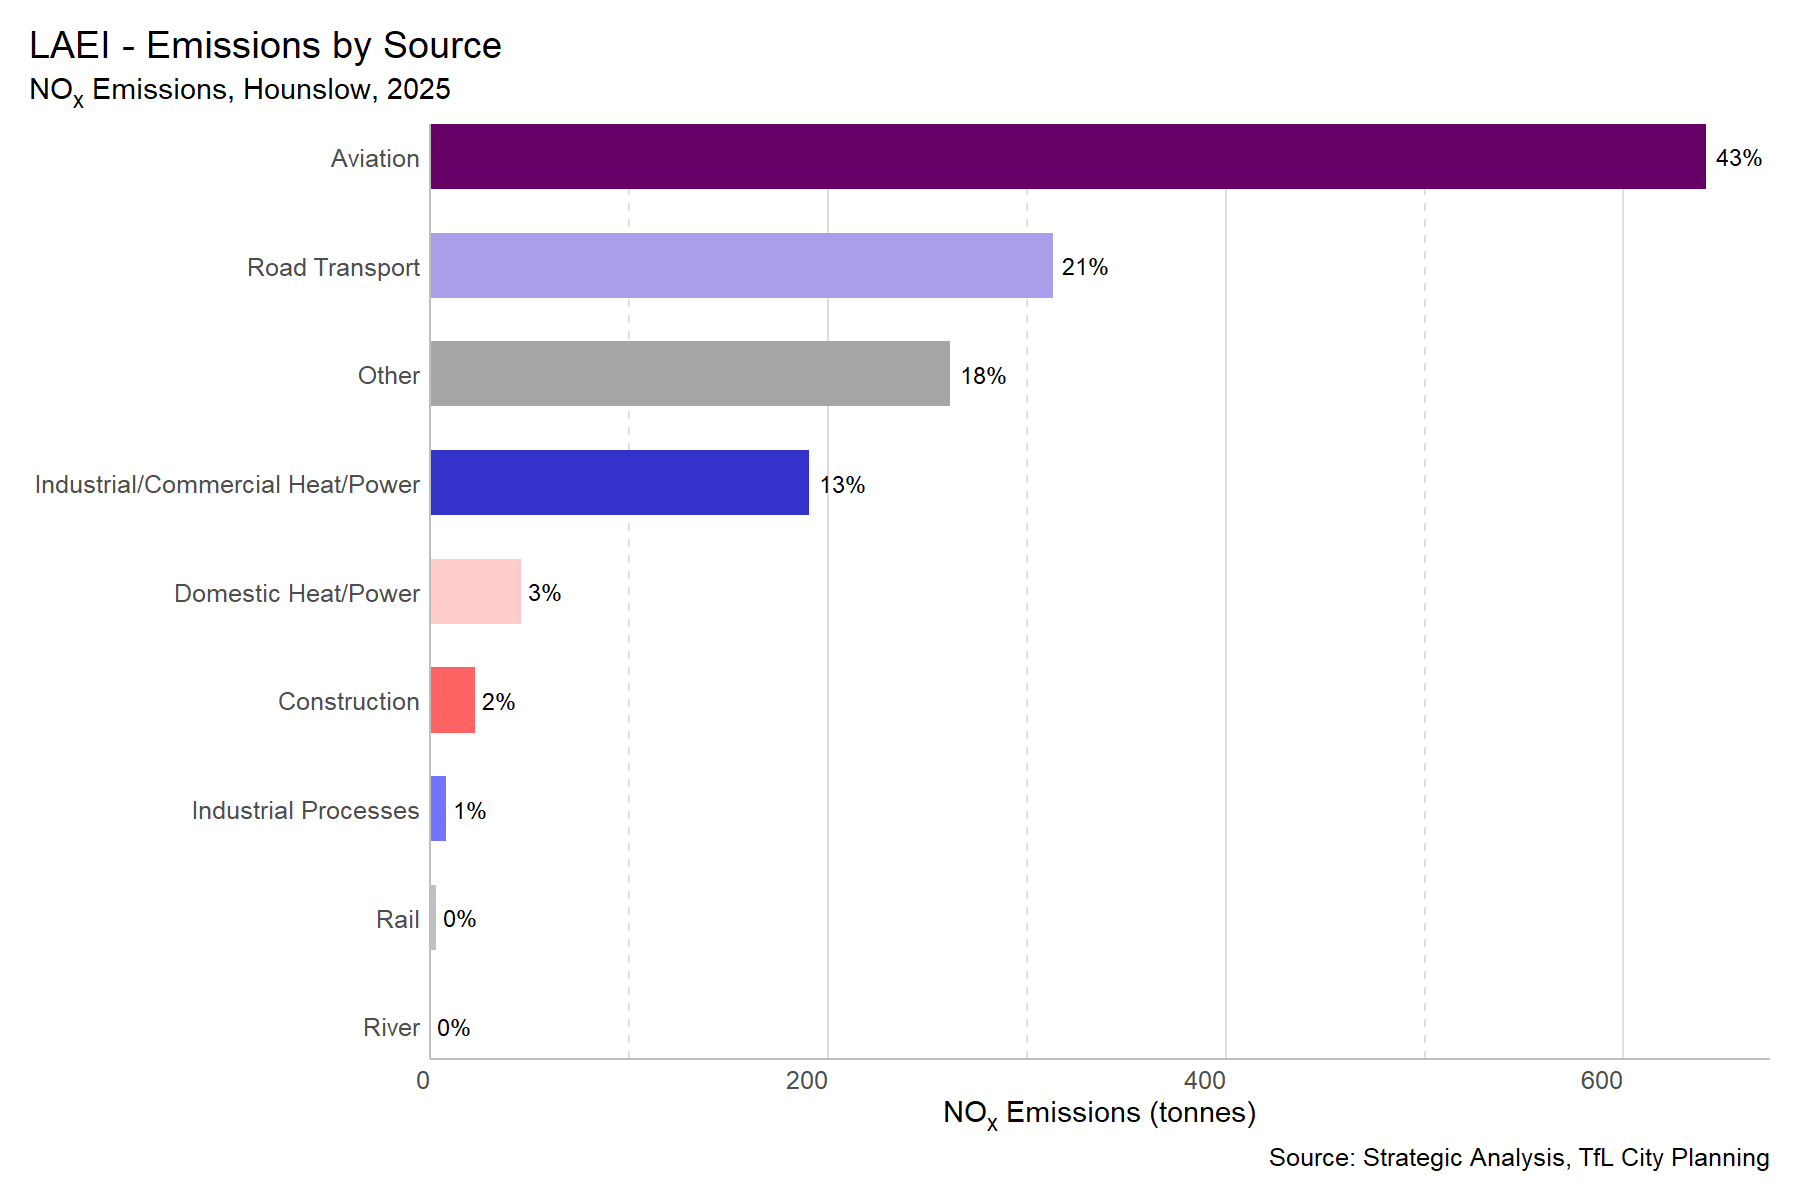 LAEI - Emissions by Source
NOx Emissions, Hounslow, 2025
Aviation 43%
Road Transport 21%
Other 18%
Industrial/Commercial Heat/Power 13%
Domestic Heat/Power 3%
Construction 2%
Industrial Processes 1%
Rail 0%
River 0%
0 200 400 600
NOx Emissions (tonnes)
Source: Strategic Analysis, TfL City Planning